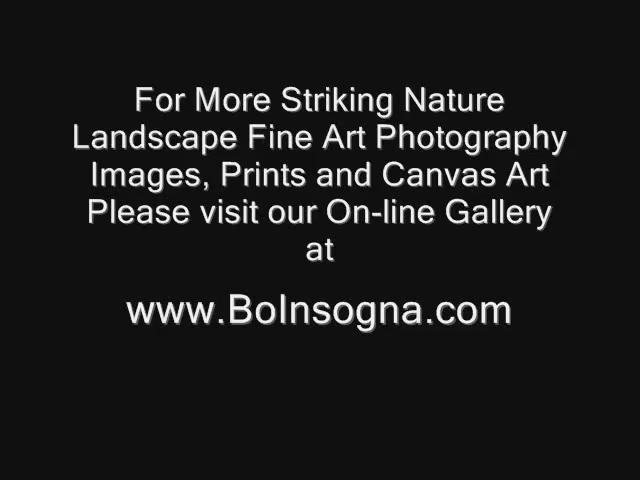 For More Striking Nature
Landscape Fine Art Photography
Images, Prints and Canvas Art
Please visit our On-line Gallery
at
www.BoInsogna.com